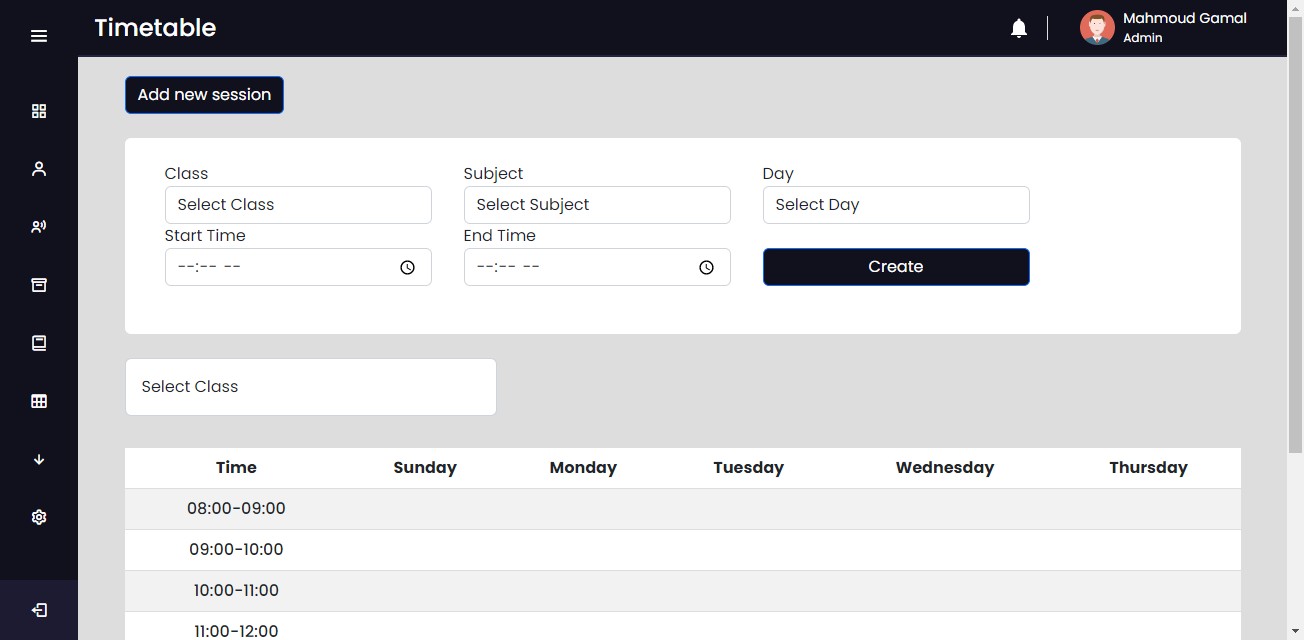 Timetable
Mahmoud Gamal
Admin
Add new session
Class Subject Day
Select Class Select Subject Select Day
Start Time End Time
--:-- -- --:-- -- Create
Select Class
Time Sunday Monday Tuesday Wednesday Thursday
08:00-09:00
09:00-10:00
10:00-11:00
11:00-12:00